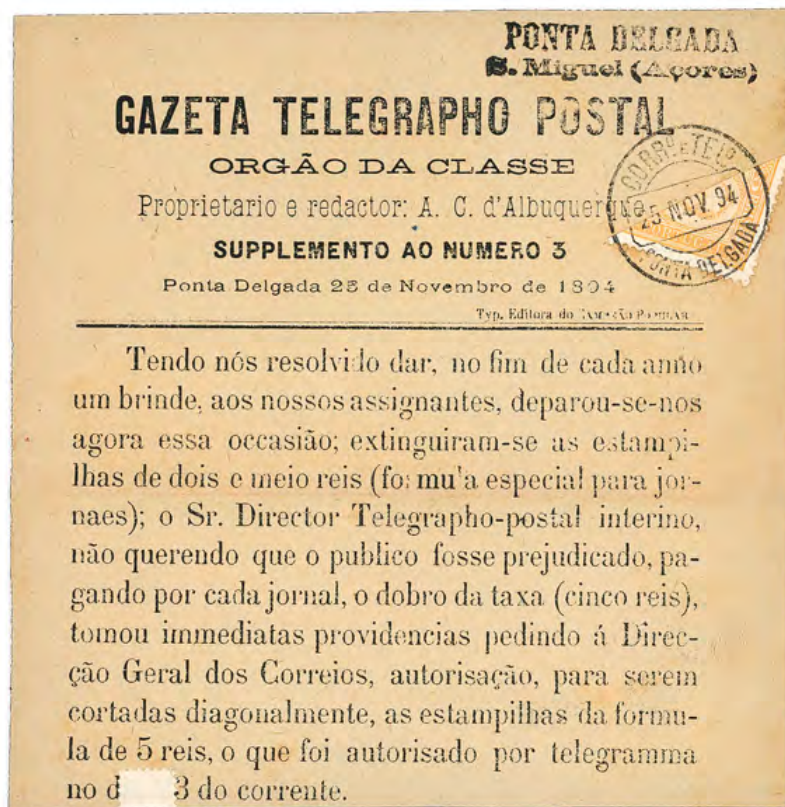 PONTA DELGADA
S. Miguel (Açores)
GAZETA TELEGRAPHO POSTAL
ORGÃO DA CLASSE
Proprietario e redactor: A. C. d'Albuquerque
CORR.º E TEL.º
25 NOV. 94
PONTA DELGADA
SUPPLEMENTO AO NUMERO 3
Ponta Delgada 25 de Novembro de 1894
Typ. Editora do
Tendo nós resolvido dar, no fim de cada anno
um brinde, aos nossos assignantes, deparou-se-nos
agora essa occasião; extinguiram-se as estampi-
lhas de dois e meio reis (formula especial para jor-
naes); o Sr. Director Telegrapho-postal interino,
não querendo que o publico fosse prejudicado, pa-
gando por cada jornal, o dobro da taxa (cinco reis),
tomou immediatas providencias pedindo á Direc-
ção Geral dos Correios, autorisação, para serem
cortadas diagonalmente, as estampilhas da formu-
la de 5 reis, o que foi autorisado por telegramma
no d 3 do corrente.